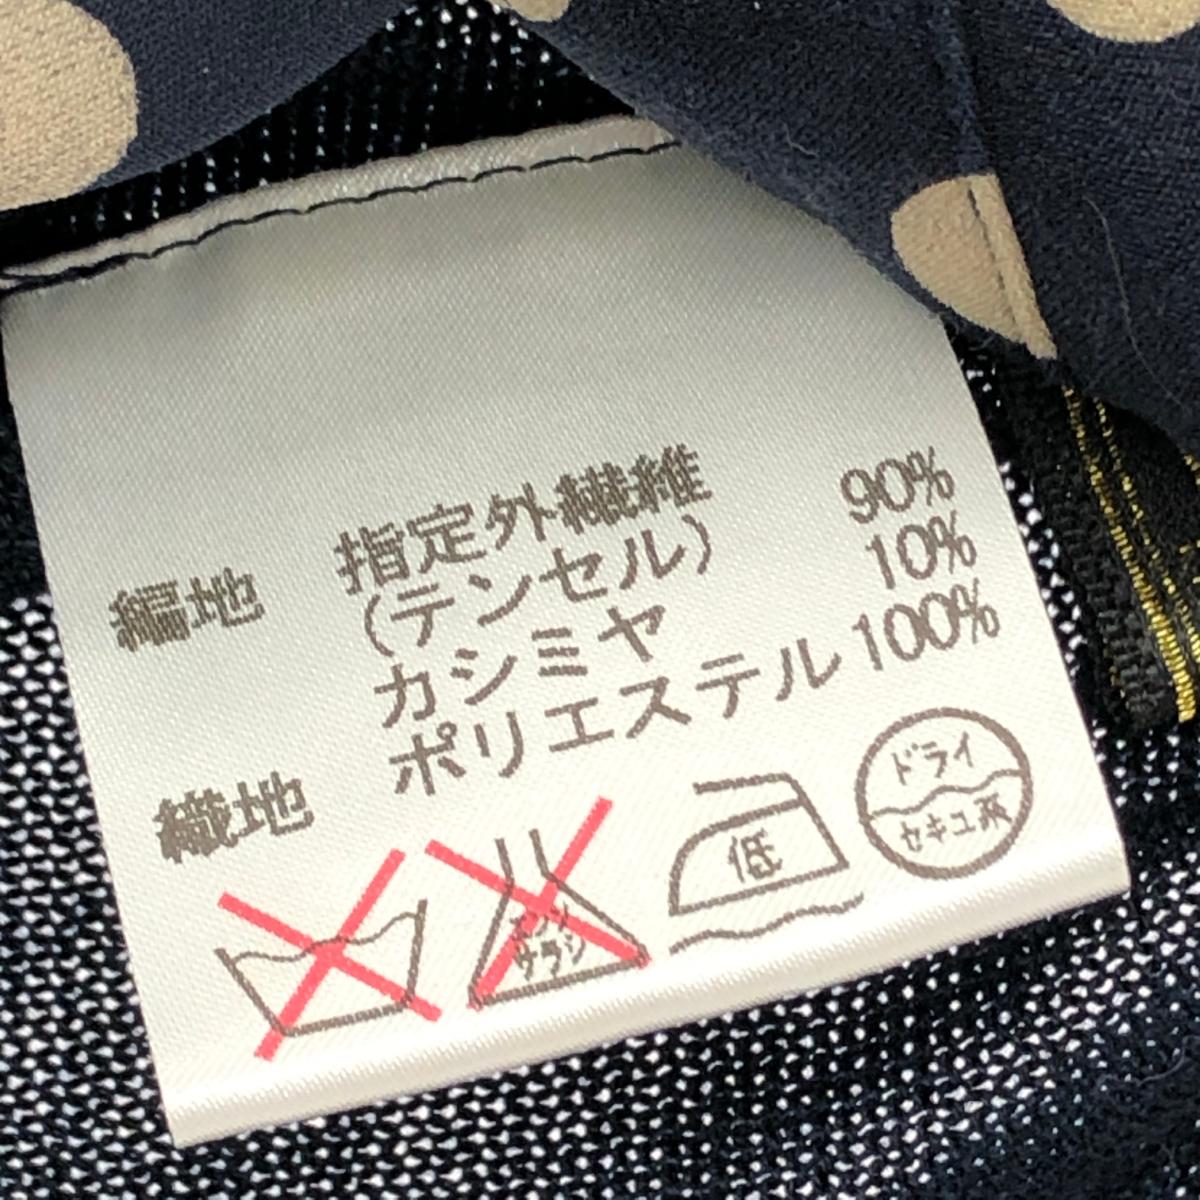 編地 指定外繊維 90%
(テンセル)
カシミヤ 10%
織地 ポリエステル 100%
エンソ
サラシ
低
ドライ
セキユ系